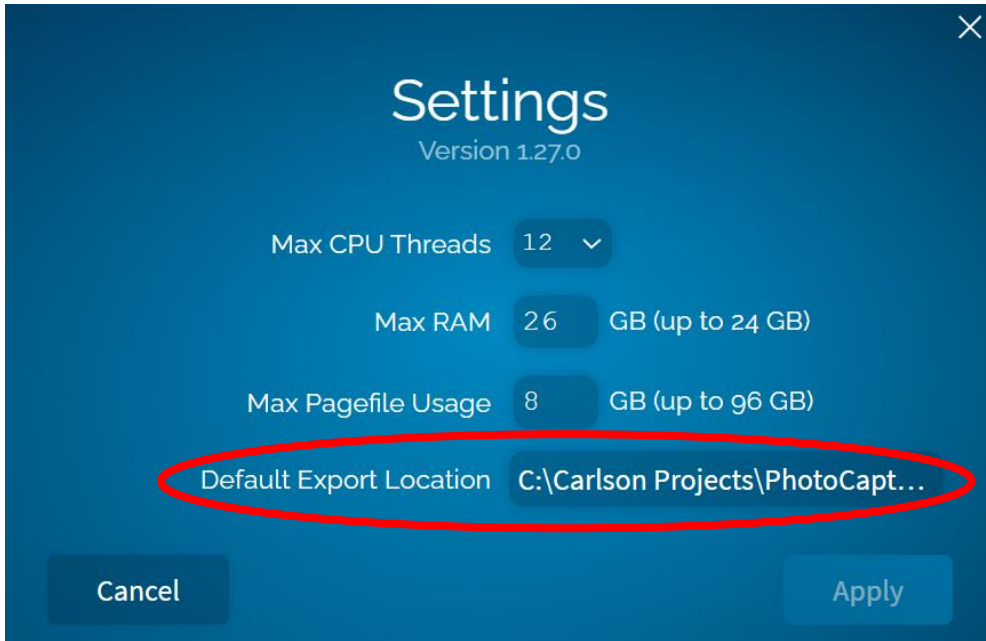 Settings
Version 1.27.0
Max CPU Threads 12
Max RAM 26 GB (up to 24 GB)
Max Pagefile Usage 8 GB (up to 96 GB)
Default Export Location C:\Carlson Projects\PhotoCapt...
Cancel Apply